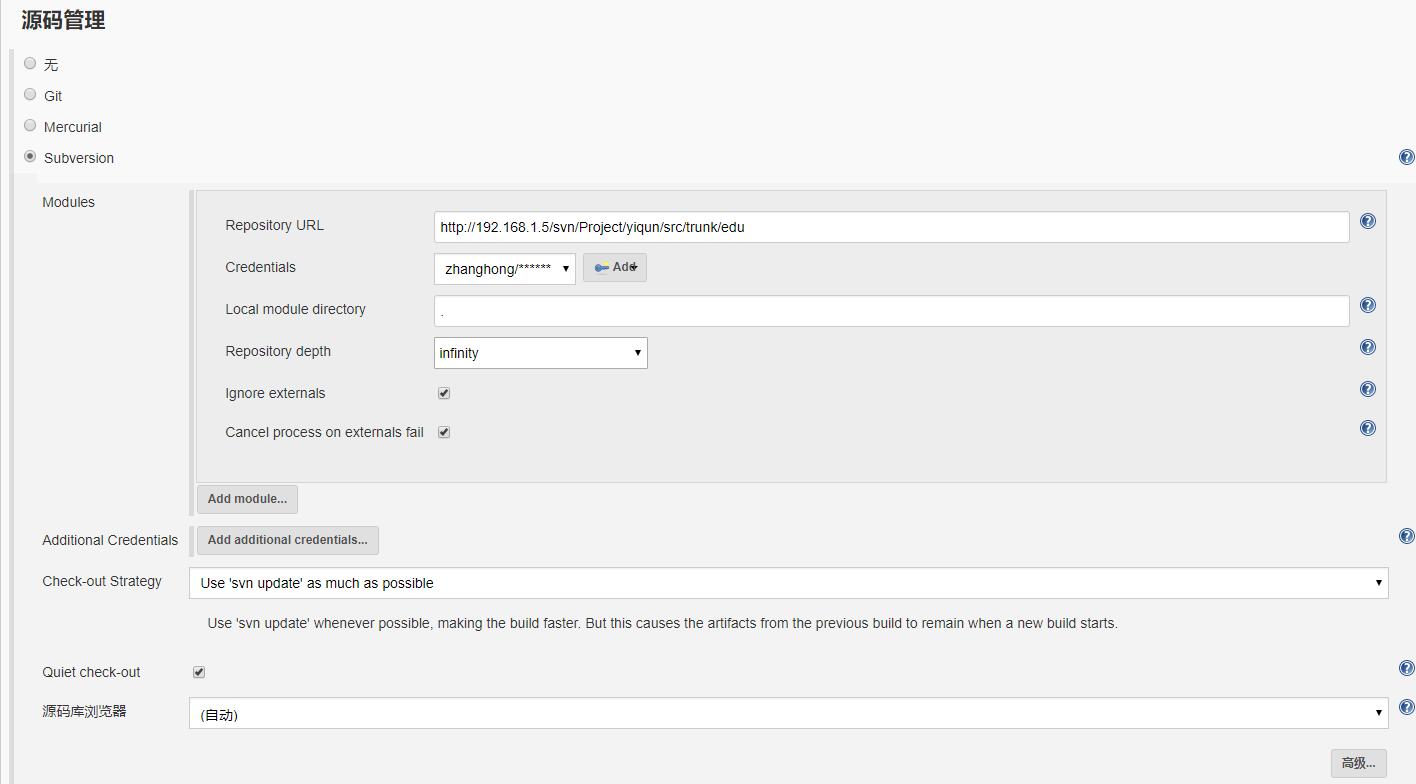 源码管理
无
Git
Mercurial
Subversion
Modules
Repository URL http://192.168.1.5/svn/Project/yiqun/src/trunk/edu
Credentials zhanghong/****** Add
Local module directory .
Repository depth infinity
Ignore externals
Cancel process on externals fail
Add module...
Additional Credentials Add additional credentials...
Check-out Strategy Use 'svn update' as much as possible
Use 'svn update' whenever possible, making the build faster. But this causes the artifacts from the previous build to remain when a new build starts.
Quiet check-out
源码库浏览器 (自动)
高级...